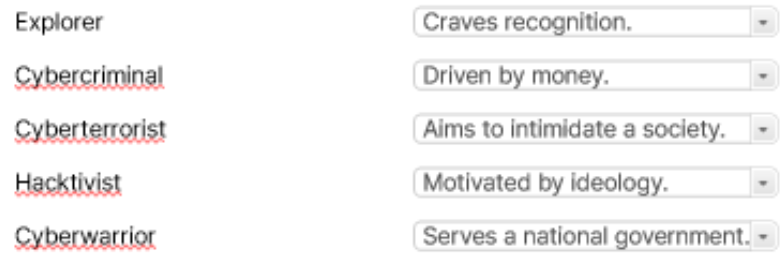 Explorer Craves recognition.
Cybercriminal Driven by money.
Cyberterrorist Aims to intimidate a society.
Hacktivist Motivated by ideology.
Cyberwarrior Serves a national government.